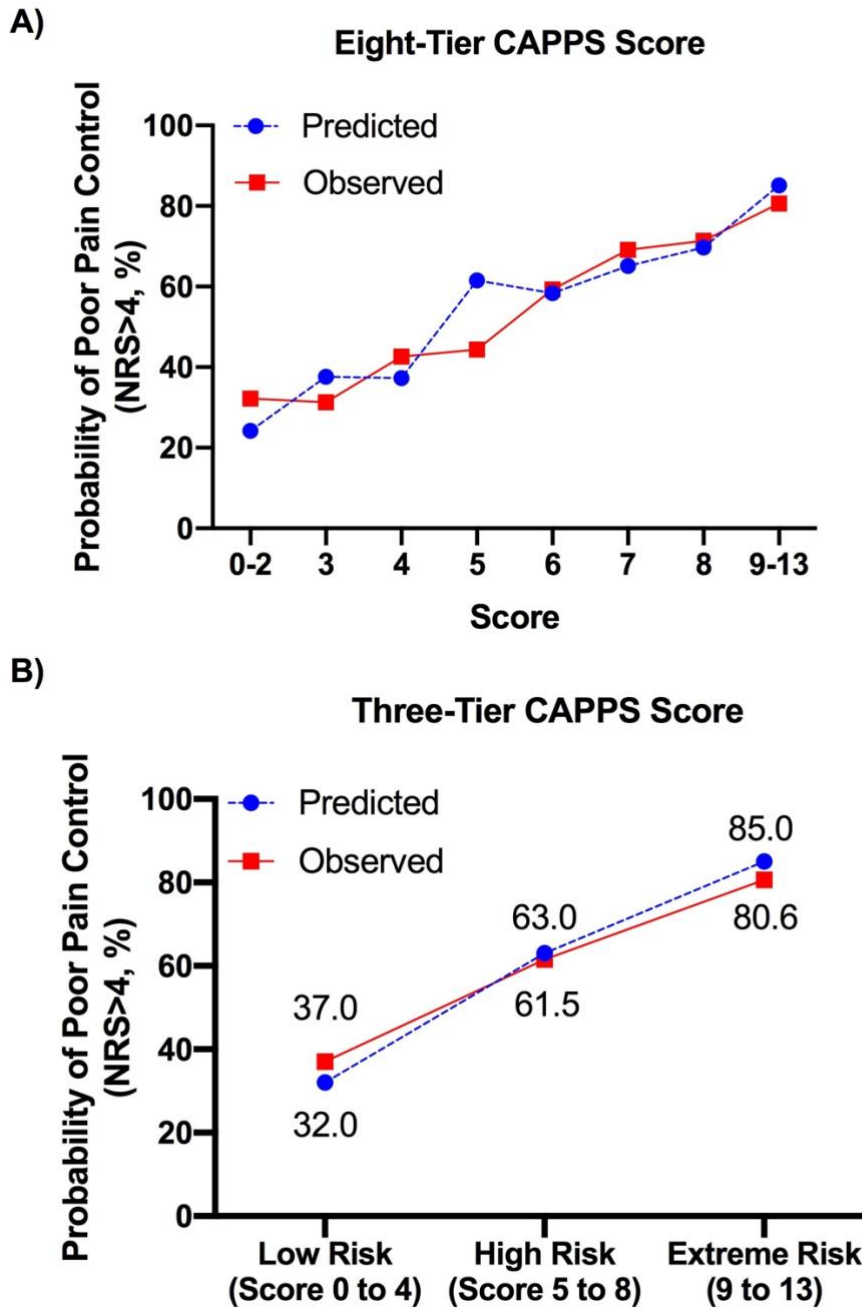 A)
Eight-Tier CAPPS Score
Probability of Poor Pain Control
(NRS>4, %)
100
80
60
40
20
0
Predicted
Observed
0-2 3 4 5 6 7 8 9-13
Score
B)
Three-Tier CAPPS Score
Probability of Poor Pain Control
(NRS>4, %)
100
80
60
40
20
0
Predicted
Observed
85.0
80.6
63.0
61.5
37.0
32.0
Low Risk High Risk Extreme Risk
(Score 0 to 4) (Score 5 to 8) (9 to 13)